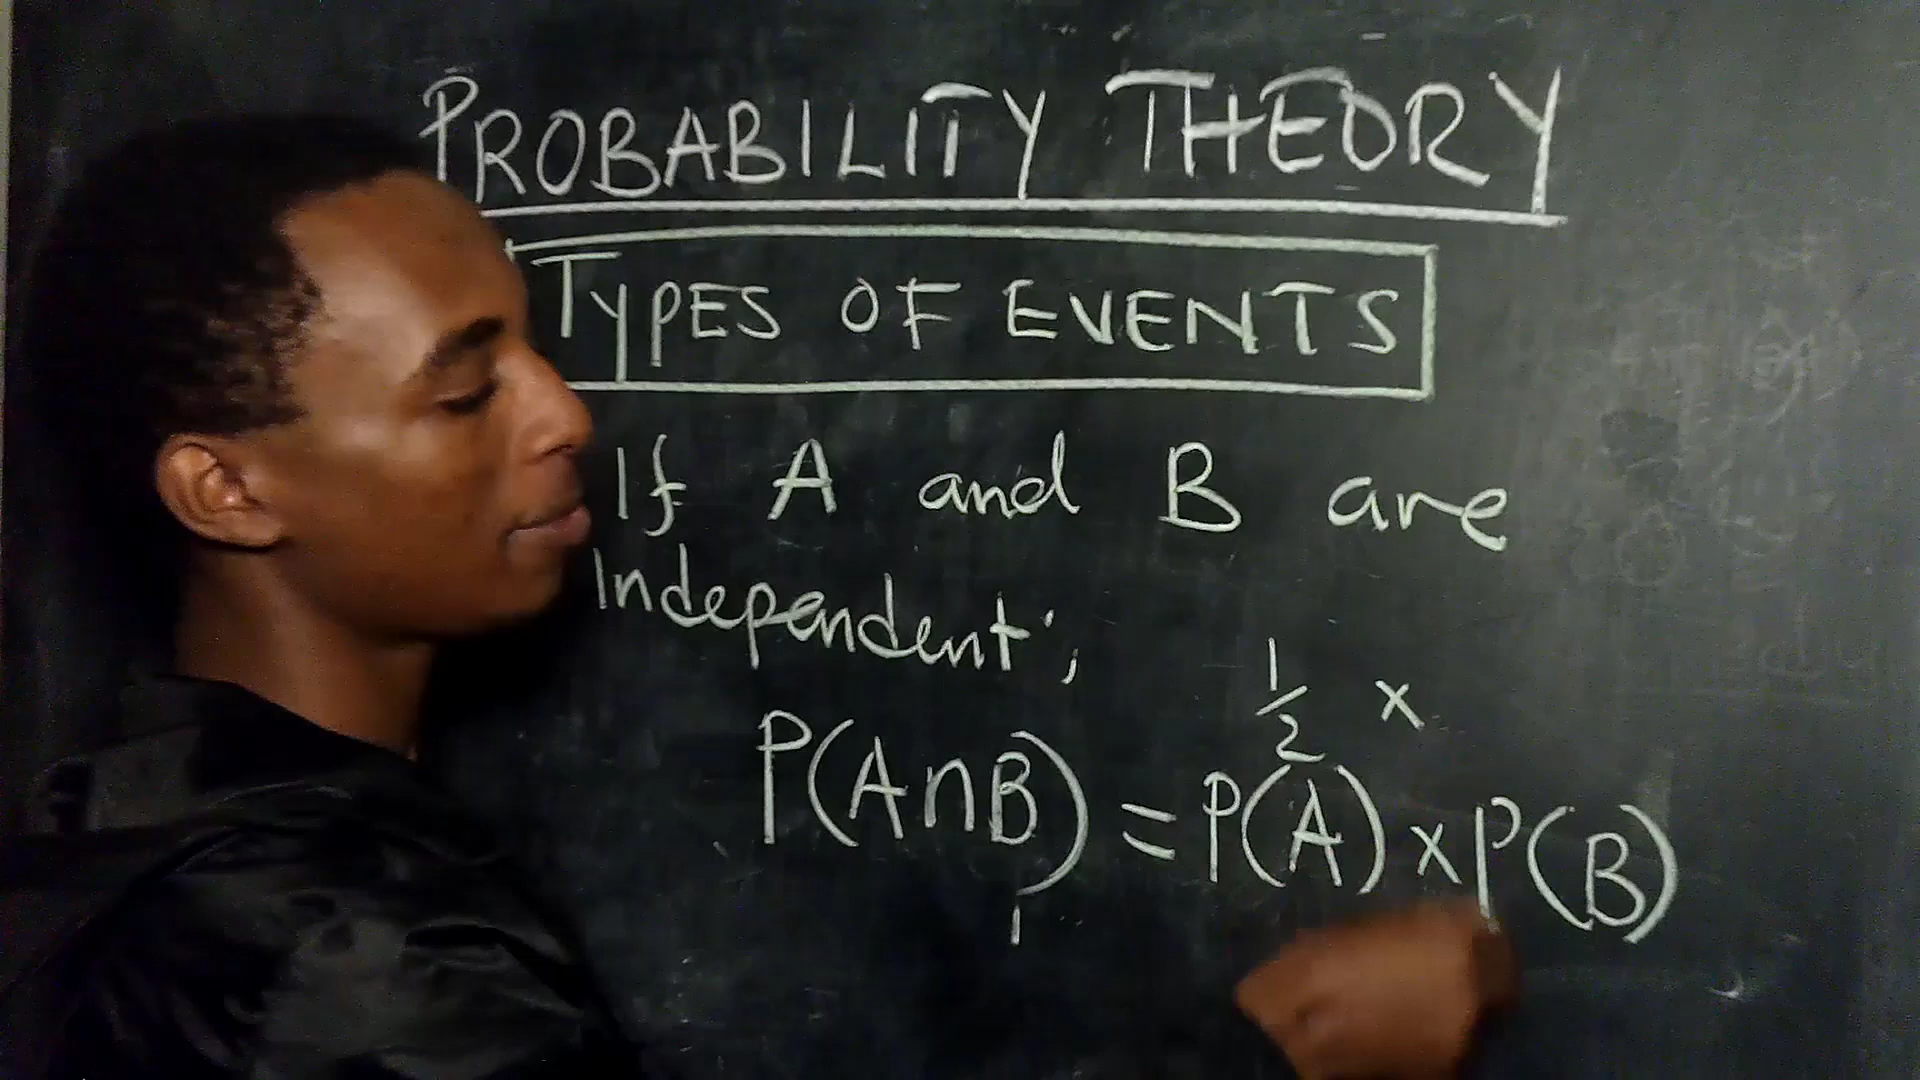 PROBABILITY THEORY
TYPES OF EVENTS
If A and B are
Independent;
1/2 ×
P(A∩B) = P(A) × P(B)